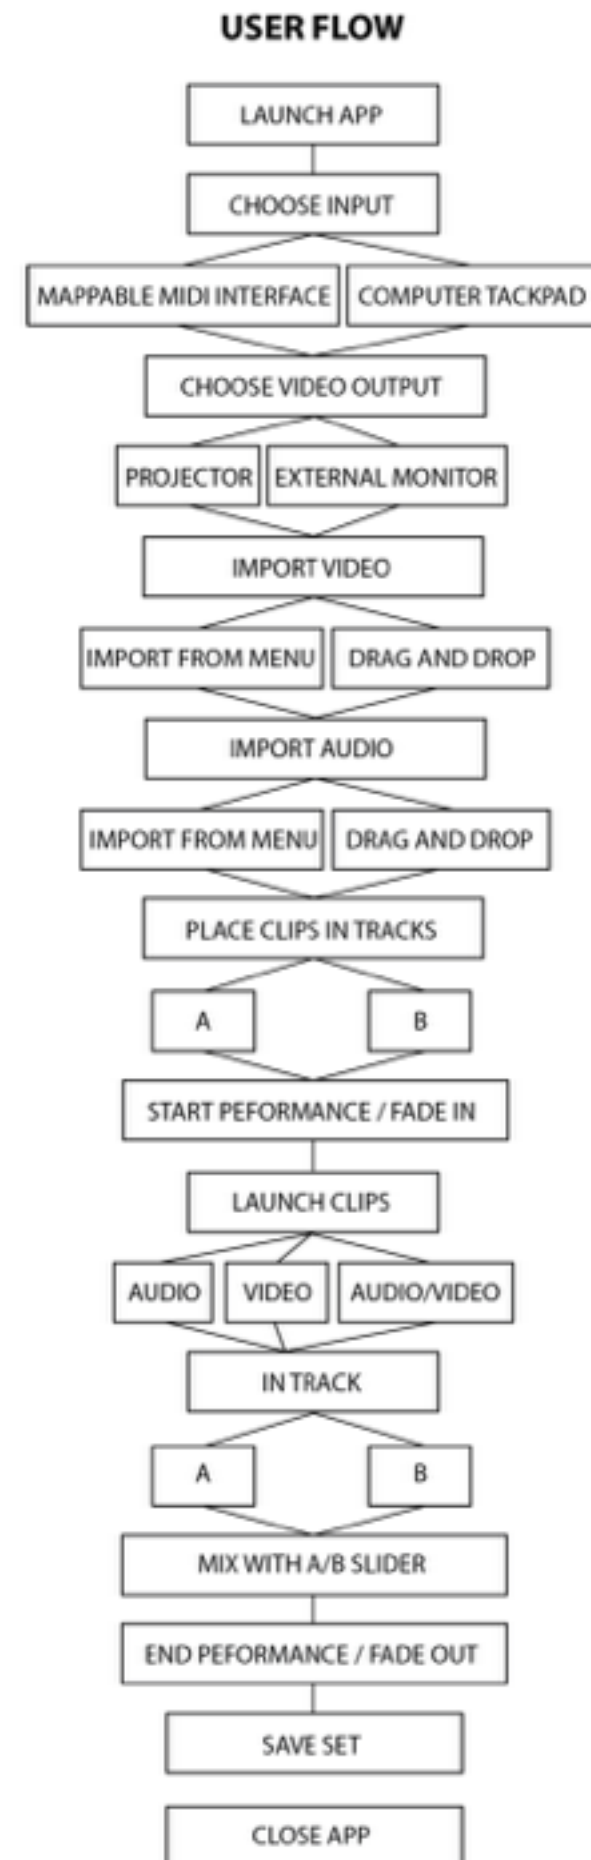 USER FLOW
LAUNCH APP
CHOOSE INPUT
MAPPABLE MIDI INTERFACE
COMPUTER TACKPAD
CHOOSE VIDEO OUTPUT
PROJECTOR
EXTERNAL MONITOR
IMPORT VIDEO
IMPORT FROM MENU
DRAG AND DROP
IMPORT AUDIO
IMPORT FROM MENU
DRAG AND DROP
PLACE CLIPS IN TRACKS
A
B
START PEFORMANCE / FADE IN
LAUNCH CLIPS
AUDIO
VIDEO
AUDIO/VIDEO
IN TRACK
A
B
MIX WITH A/B SLIDER
END PEFORMANCE / FADE OUT
SAVE SET
CLOSE APP